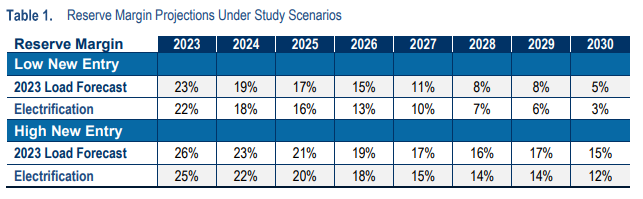 Table 1. Reserve Margin Projections Under Study Scenarios
Reserve Margin 2023 2024 2025 2026 2027 2028 2029 2030
Low New Entry
2023 Load Forecast 23% 19% 17% 15% 11% 8% 8% 5%
Electrification 22% 18% 16% 13% 10% 7% 6% 3%
High New Entry
2023 Load Forecast 26% 23% 21% 19% 17% 16% 17% 15%
Electrification 25% 22% 20% 18% 15% 14% 14% 12%